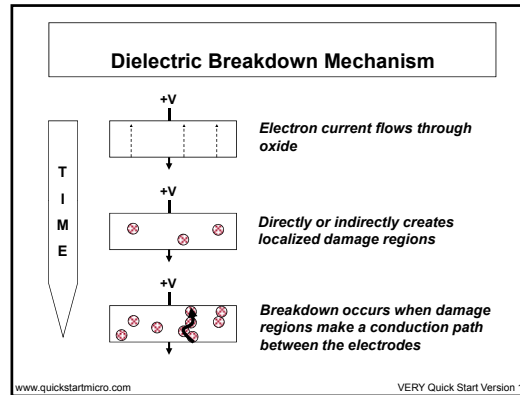 Dielectric Breakdown Mechanism
+V
Electron current flows through
oxide
T
I
M
E
+V
Directly or indirectly creates
localized damage regions
+V
Breakdown occurs when damage
regions make a conduction path
between the electrodes
www.quickstartmicro.com
VERY Quick Start Version 1